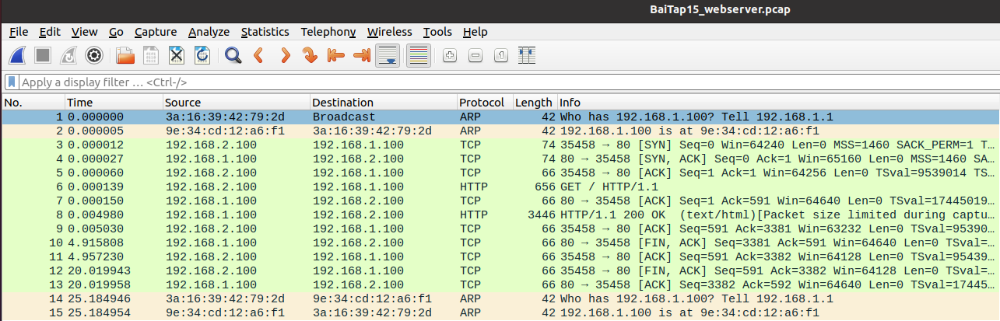 BaiTap15_webserver.pcap
File Edit View Go Capture Analyze Statistics Telephony Wireless Tools Help
Apply a display filter … <Ctrl-/>
No. Time Source Destination Protocol Length Info
1 0.000000 3a:16:39:42:79:2d Broadcast ARP 42 Who has 192.168.1.100? Tell 192.168.1.1
2 0.000005 9e:34:cd:12:a6:f1 3a:16:39:42:79:2d ARP 42 192.168.1.100 is at 9e:34:cd:12:a6:f1
3 0.000012 192.168.2.100 192.168.1.100 TCP 74 35458 → 80 [SYN] Seq=0 Win=64240 Len=0 MSS=1460 SACK_PERM=1 T…
4 0.000027 192.168.1.100 192.168.2.100 TCP 74 80 → 35458 [SYN, ACK] Seq=0 Ack=1 Win=65160 Len=0 MSS=1460 SA…
5 0.000060 192.168.2.100 192.168.1.100 TCP 66 35458 → 80 [ACK] Seq=1 Ack=1 Win=64256 Len=0 TSval=9539014 TS…
6 0.000139 192.168.2.100 192.168.1.100 HTTP 656 GET / HTTP/1.1
7 0.000150 192.168.1.100 192.168.2.100 TCP 66 80 → 35458 [ACK] Seq=1 Ack=591 Win=64640 Len=0 TSval=17445019…
8 0.004980 192.168.1.100 192.168.2.100 HTTP 3446 HTTP/1.1 200 OK (text/html)[Packet size limited during captu…
9 0.005030 192.168.2.100 192.168.1.100 TCP 66 35458 → 80 [ACK] Seq=591 Ack=3381 Win=63232 Len=0 TSval=95390…
10 4.915808 192.168.1.100 192.168.2.100 TCP 66 80 → 35458 [FIN, ACK] Seq=3381 Ack=591 Win=64640 Len=0 TSval=…
11 4.957230 192.168.2.100 192.168.1.100 TCP 66 35458 → 80 [ACK] Seq=591 Ack=3382 Win=64128 Len=0 TSval=95439…
12 20.019943 192.168.2.100 192.168.1.100 TCP 66 35458 → 80 [FIN, ACK] Seq=591 Ack=3382 Win=64128 Len=0 TSval=…
13 20.019958 192.168.1.100 192.168.2.100 TCP 66 80 → 35458 [ACK] Seq=3382 Ack=592 Win=64640 Len=0 TSval=17445…
14 25.184946 3a:16:39:42:79:2d 9e:34:cd:12:a6:f1 ARP 42 Who has 192.168.1.100? Tell 192.168.1.1
15 25.184954 9e:34:cd:12:a6:f1 3a:16:39:42:79:2d ARP 42 192.168.1.100 is at 9e:34:cd:12:a6:f1